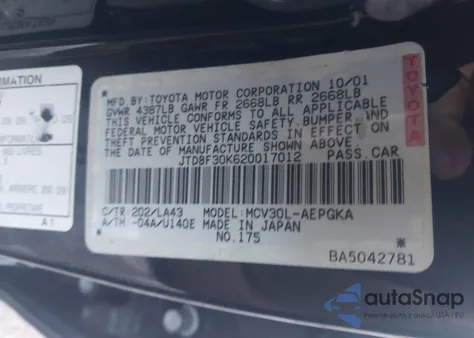 FORMATION
MFD.BY:TOYOTA MOTOR CORPORATION 10/01
GVWR 4387LB GAWR FR 2668LB RR 2668LB
THIS VEHICLE CONFORMS TO ALL APPLICABLE
FEDERAL MOTOR VEHICLE SAFETY,BUMPER, AND
THEFT PREVENTION STANDARDS IN EFFECT ON
THE DATE OF MANUFACTURE SHOWN ABOVE.
JTDBF30K620017012 PASS.CAR
C/TR:202/LA43 MODEL:MCV30L-AEPGKA
A/TM:-04A/U140E MADE IN JAPAN
NO.175
BA5042781
TOYOTA
A1
autoSnap